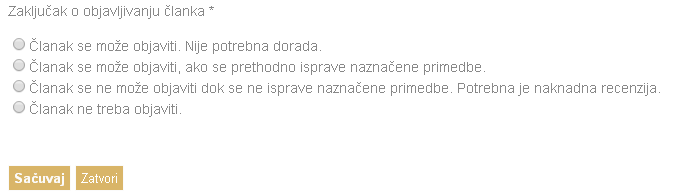 Zaključak o objavljivanju članka *
Članak se može objaviti. Nije potrebna dorada.
Članak se može objaviti, ako se prethodno isprave naznačene primedbe.
Članak se ne može objaviti dok se ne isprave naznačene primedbe. Potrebna je naknadna recenzija.
Članak ne treba objaviti.
Sačuvaj Zatvori